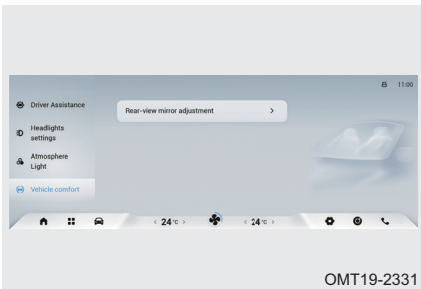 11:00
Driver Assistance
Rear-view mirror adjustment >
Headlights
settings
Atmosphere
Light
Vehicle comfort
< 24°C > < 24°C >
OMT19-2331